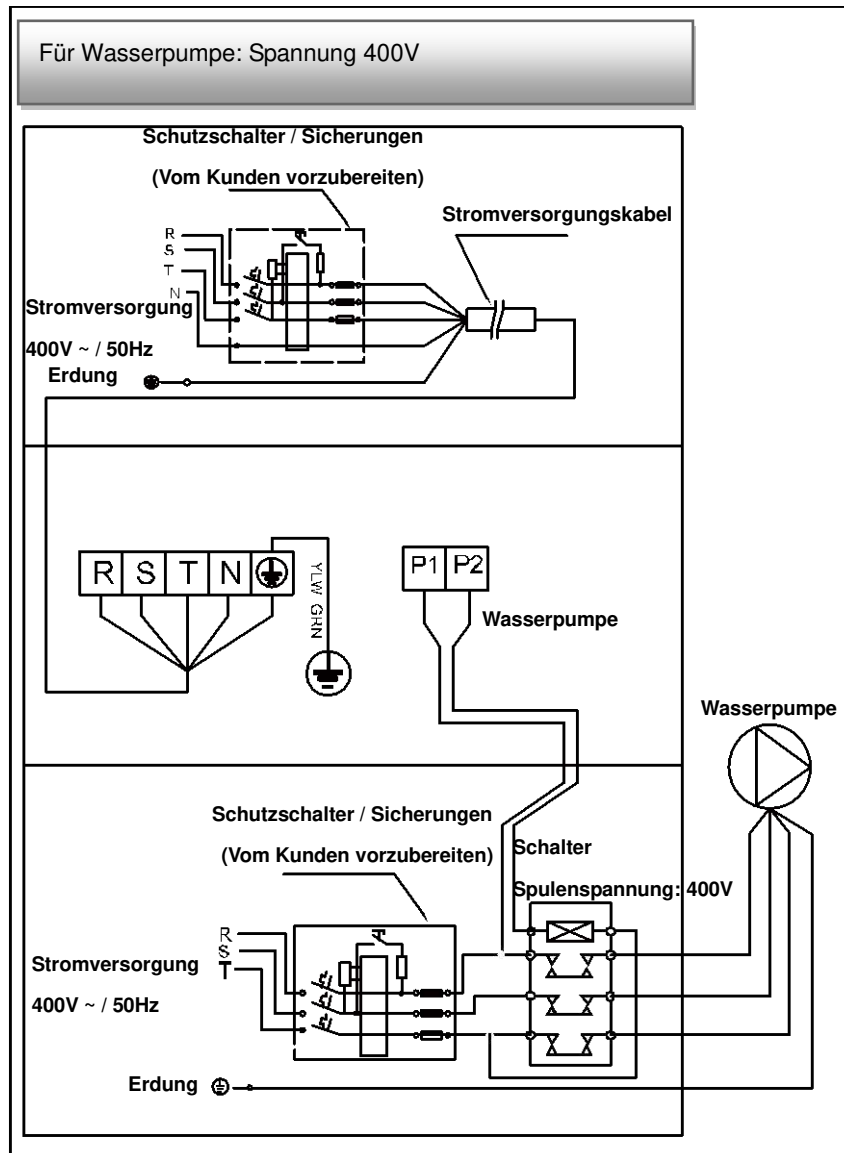 Für Wasserpumpe: Spannung 400V
Schutzschalter / Sicherungen
(Vom Kunden vorzubereiten)
Stromversorgungskabel
R
S
T
N
Stromversorgung
400V ~ / 50Hz
Erdung
R S T N
YLW GRN
P1 P2
Wasserpumpe
Wasserpumpe
Schutzschalter / Sicherungen
(Vom Kunden vorzubereiten)
Schalter
Spulenspannung: 400V
R
S
T
Stromversorgung
400V ~ / 50Hz
Erdung